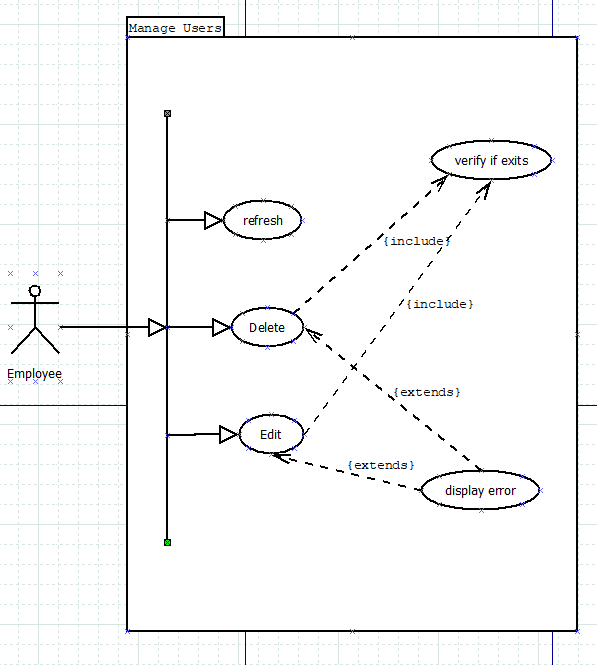 Manage Users
verify if exits
refresh
{include}
{include}
Delete
Employee
{extends}
Edit
{extends}
display error